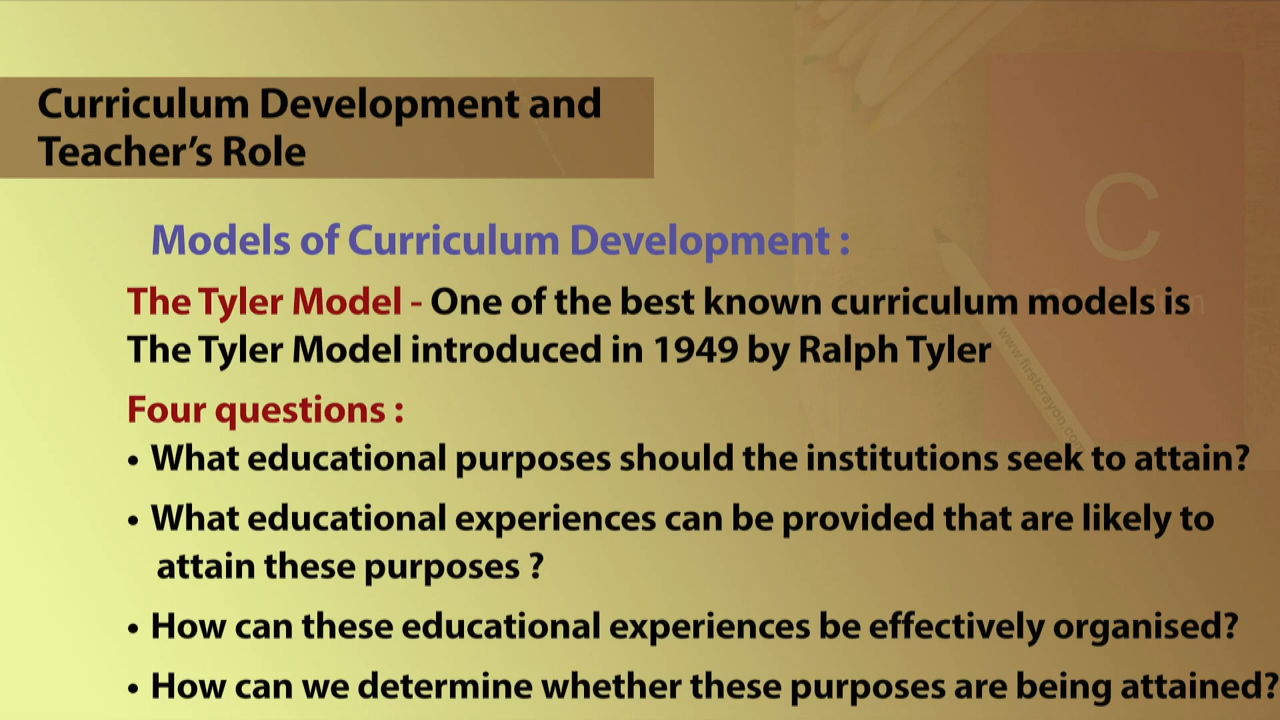 Curriculum Development and
Teacher’s Role
Models of Curriculum Development :
The Tyler Model - One of the best known curriculum models is
The Tyler Model introduced in 1949 by Ralph Tyler
Four questions :
• What educational purposes should the institutions seek to attain?
• What educational experiences can be provided that are likely to
attain these purposes ?
• How can these educational experiences be effectively organised?
• How can we determine whether these purposes are being attained?
C
www.firstcrayon.com